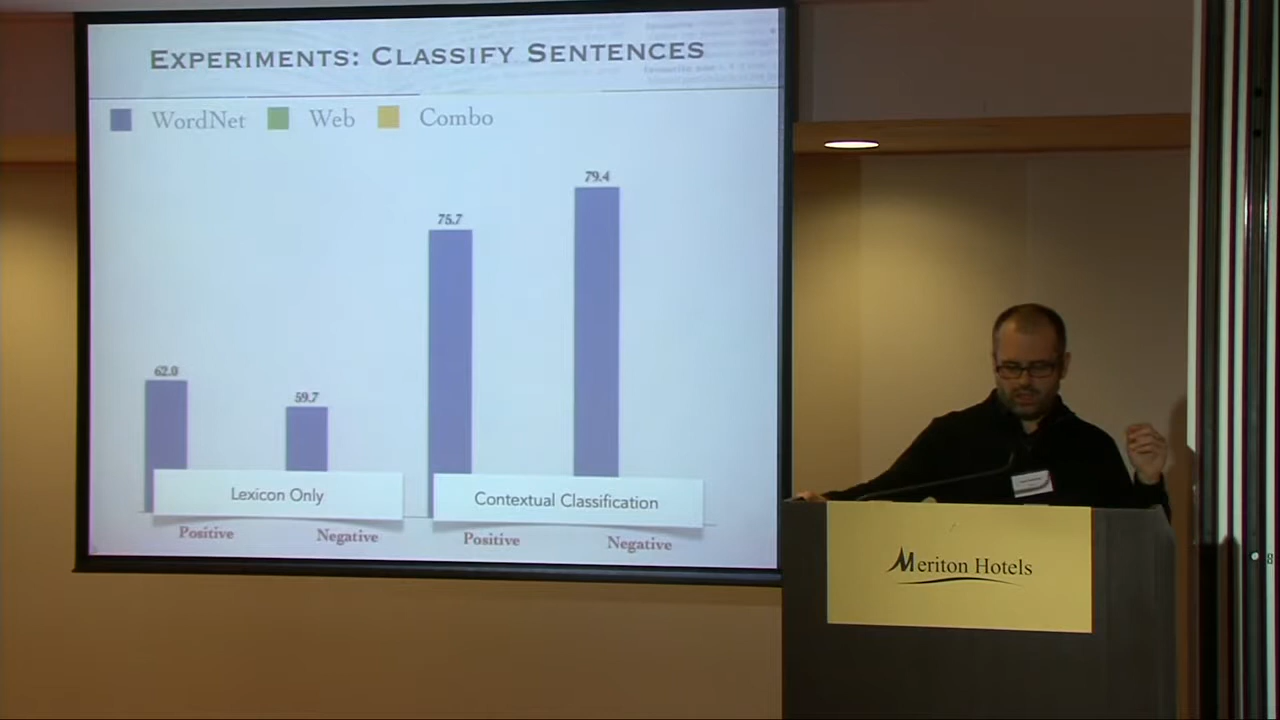 EXPERIMENTS: CLASSIFY SENTENCES
WordNet Web Combo
79.4
75.7
62.0
59.7
Lexicon Only
Contextual Classification
Positive Negative Positive Negative
Meriton Hotels